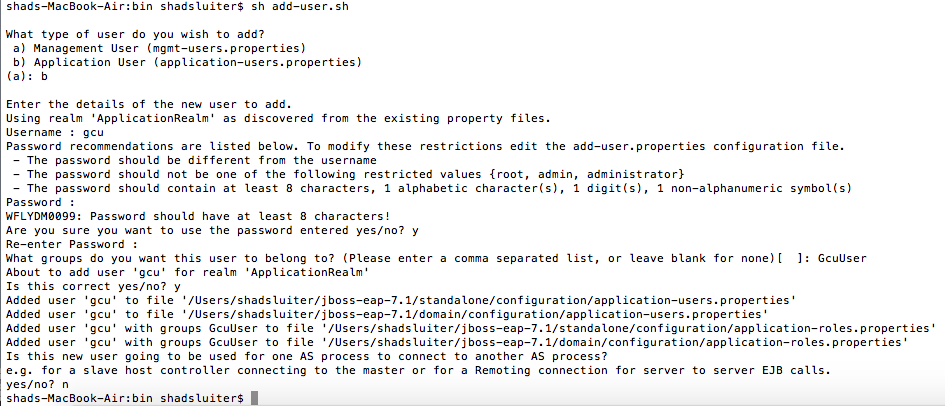 shads-MacBook-Air:bin shadsluiter$ sh add-user.sh
What type of user do you wish to add?
a) Management User (mgmt-users.properties)
b) Application User (application-users.properties)
(a): b
Enter the details of the new user to add.
Using realm 'ApplicationRealm' as discovered from the existing property files.
Username : gcu
Password recommendations are listed below. To modify these restrictions edit the add-user.properties configuration file.
- The password should be different from the username
- The password should not be one of the following restricted values {root, admin, administrator}
- The password should contain at least 8 characters, 1 alphabetic character(s), 1 digit(s), 1 non-alphanumeric symbol(s)
Password :
WFLYDM0099: Password should have at least 8 characters!
Are you sure you want to use the password entered yes/no? y
Re-enter Password :
What groups do you want this user to belong to? (Please enter a comma separated list, or leave blank for none)[  ]: GcuUser
About to add user 'gcu' for realm 'ApplicationRealm'
Is this correct yes/no? y
Added user 'gcu' to file '/Users/shadsluiter/jboss-eap-7.1/standalone/configuration/application-users.properties'
Added user 'gcu' to file '/Users/shadsluiter/jboss-eap-7.1/domain/configuration/application-users.properties'
Added user 'gcu' with groups GcuUser to file '/Users/shadsluiter/jboss-eap-7.1/standalone/configuration/application-roles.properties'
Added user 'gcu' with groups GcuUser to file '/Users/shadsluiter/jboss-eap-7.1/domain/configuration/application-roles.properties'
Is this new user going to be used for one AS process to connect to another AS process?
e.g. for a slave host controller connecting to the master or for a Remoting connection for server to server EJB calls.
yes/no? n
shads-MacBook-Air:bin shadsluiter$